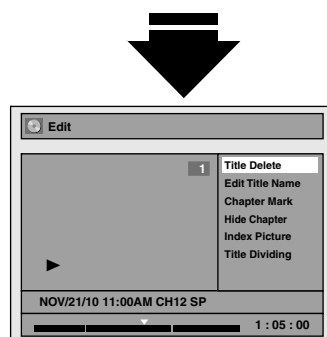 Edit
1
Title Delete
Edit Title Name
Chapter Mark
Hide Chapter
Index Picture
Title Dividing
NOV/21/10 11:00AM CH12 SP
1 : 05 : 00